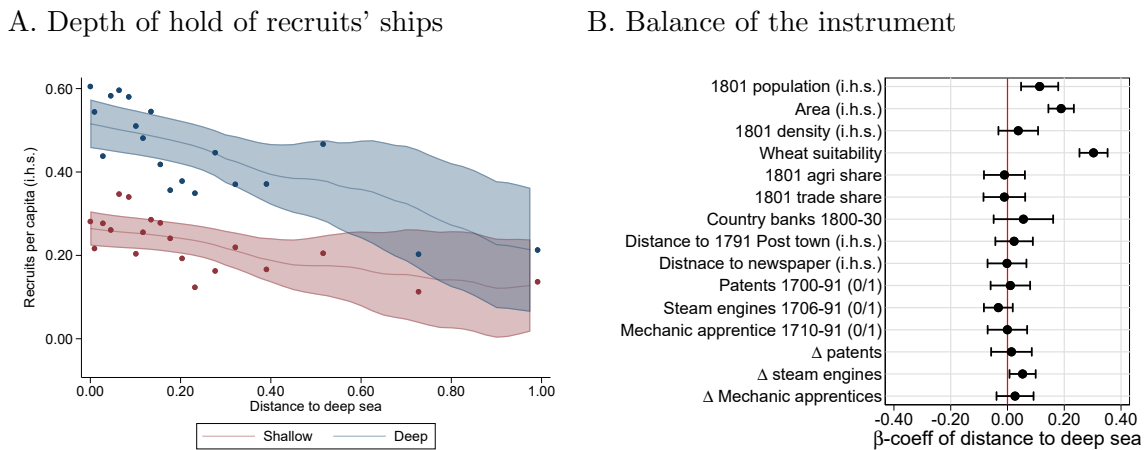 A. Depth of hold of recruits' ships
Recruits per capita (i.h.s.)
0.60
0.40
0.20
0.00
0.00 0.20 0.40 0.60 0.80 1.00
Distance to deep sea
Shallow Deep
B. Balance of the instrument
1801 population (i.h.s.)
Area (i.h.s.)
1801 density (i.h.s.)
Wheat suitability
1801 agri share
1801 trade share
Country banks 1800-30
Distance to 1791 Post town (i.h.s.)
Distnace to newspaper (i.h.s.)
Patents 1700-91 (0/1)
Steam engines 1706-91 (0/1)
Mechanic apprentice 1710-91 (0/1)
Δ patents
Δ steam engines
Δ Mechanic apprentices
-0.40 -0.20 0.00 0.20 0.40
β-coeff of distance to deep sea